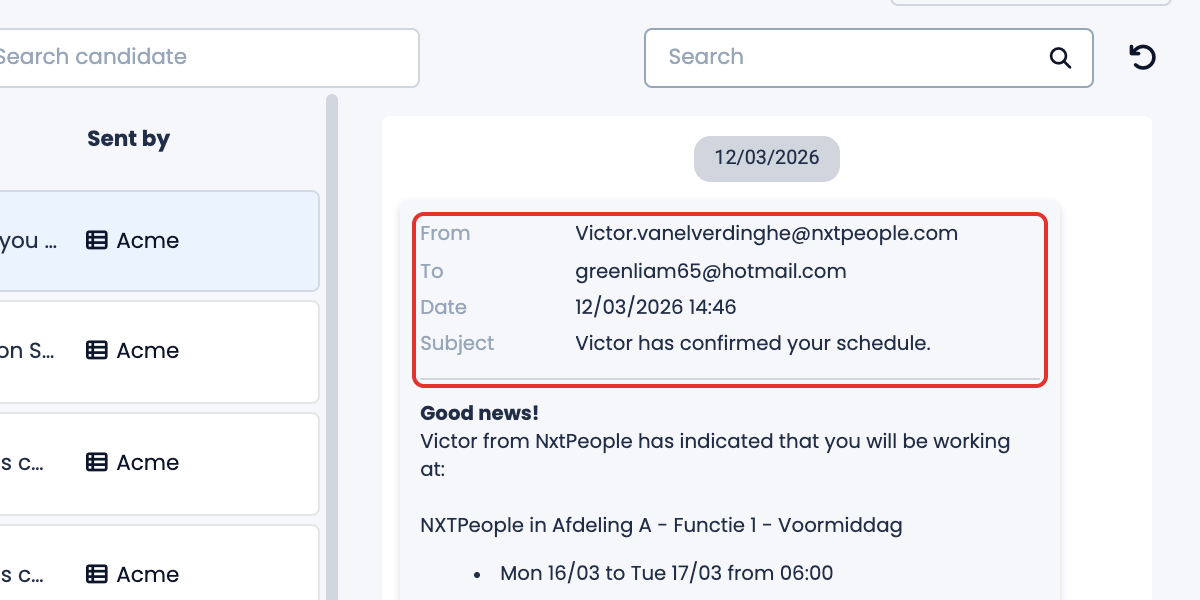 Search candidate
Search
Sent by
12/03/2026
you ... Acme
on S... Acme
s c... Acme
s c... Acme
From Victor.vanelverdinghe@nxtpeople.com
To greenliam65@hotmail.com
Date 12/03/2026 14:46
Subject Victor has confirmed your schedule.
Good news!
Victor from NxtPeople has indicated that you will be working
at:
NXTPeople in Afdeling A - Functie 1 - Voormiddag
• Mon 16/03 to Tue 17/03 from 06:00